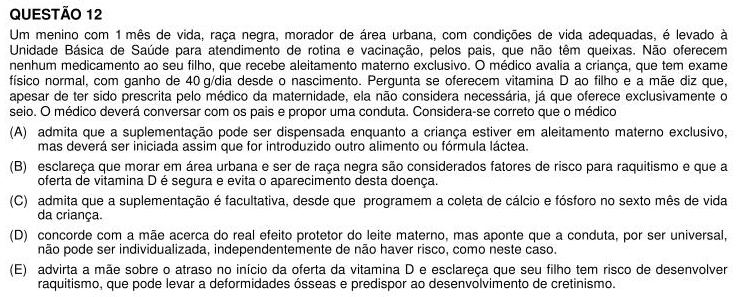 QUESTÃO 12
Um menino com 1 mês de vida, raça negra, morador de área urbana, com condições de vida adequadas, é levado à
Unidade Básica de Saúde para atendimento de rotina e vacinação, pelos pais, que não têm queixas. Não oferecem
nenhum medicamento ao seu filho, que recebe aleitamento materno exclusivo. O médico avalia a criança, que tem exame
físico normal, com ganho de 40 g/dia desde o nascimento. Pergunta se oferecem vitamina D ao filho e a mãe diz que,
apesar de ter sido prescrita pelo médico da maternidade, ela não considera necessária, já que oferece exclusivamente o
seio. O médico deverá conversar com os pais e propor uma conduta. Considera-se correto que o médico
(A) admita que a suplementação pode ser dispensada enquanto a criança estiver em aleitamento materno exclusivo,
mas deverá ser iniciada assim que for introduzido outro alimento ou fórmula láctea.
(B) esclareça que morar em área urbana e ser de raça negra são considerados fatores de risco para raquitismo e que a
oferta de vitamina D é segura e evita o aparecimento desta doença.
(C) admita que a suplementação é facultativa, desde que programem a coleta de cálcio e fósforo no sexto mês de vida
da criança.
(D) concorde com a mãe acerca do real efeito protetor do leite materno, mas aponte que a conduta, por ser universal,
não pode ser individualizada, independentemente de não haver risco, como neste caso.
(E) advirta a mãe sobre o atraso no início da oferta da vitamina D e esclareça que seu filho tem risco de desenvolver
raquitismo, que pode levar a deformidades ósseas e predispor ao desenvolvimento de cretinismo.